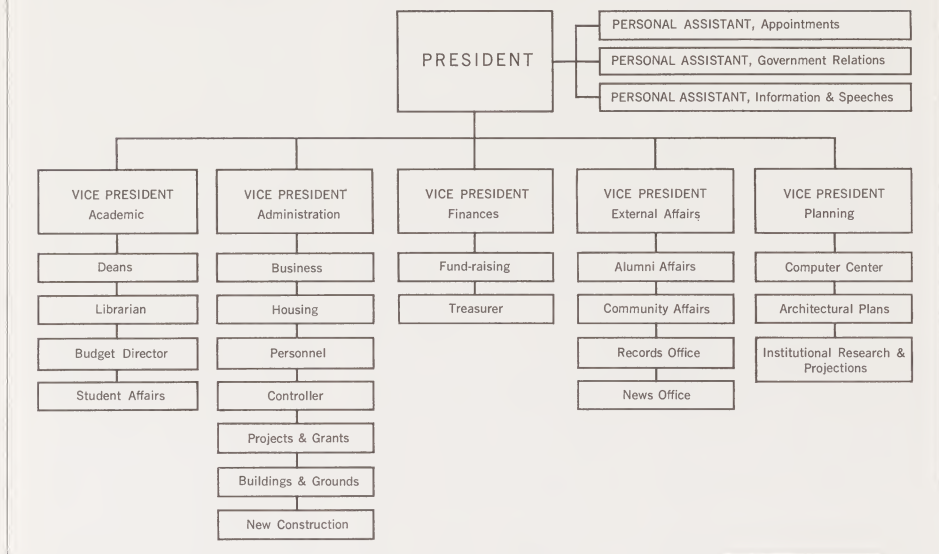 PRESIDENT
PERSONAL ASSISTANT, Appointments
PERSONAL ASSISTANT, Government Relations
PERSONAL ASSISTANT, Information & Speeches
VICE PRESIDENT
Academic
Deans
Librarian
Budget Director
Student Affairs
VICE PRESIDENT
Administration
Business
Housing
Personnel
Controller
Projects & Grants
Buildings & Grounds
New Construction
VICE PRESIDENT
Finances
Fund-raising
Treasurer
VICE PRESIDENT
External Affairs
Alumni Affairs
Community Affairs
Records Office
News Office
VICE PRESIDENT
Planning
Computer Center
Architectural Plans
Institutional Research &
Projections